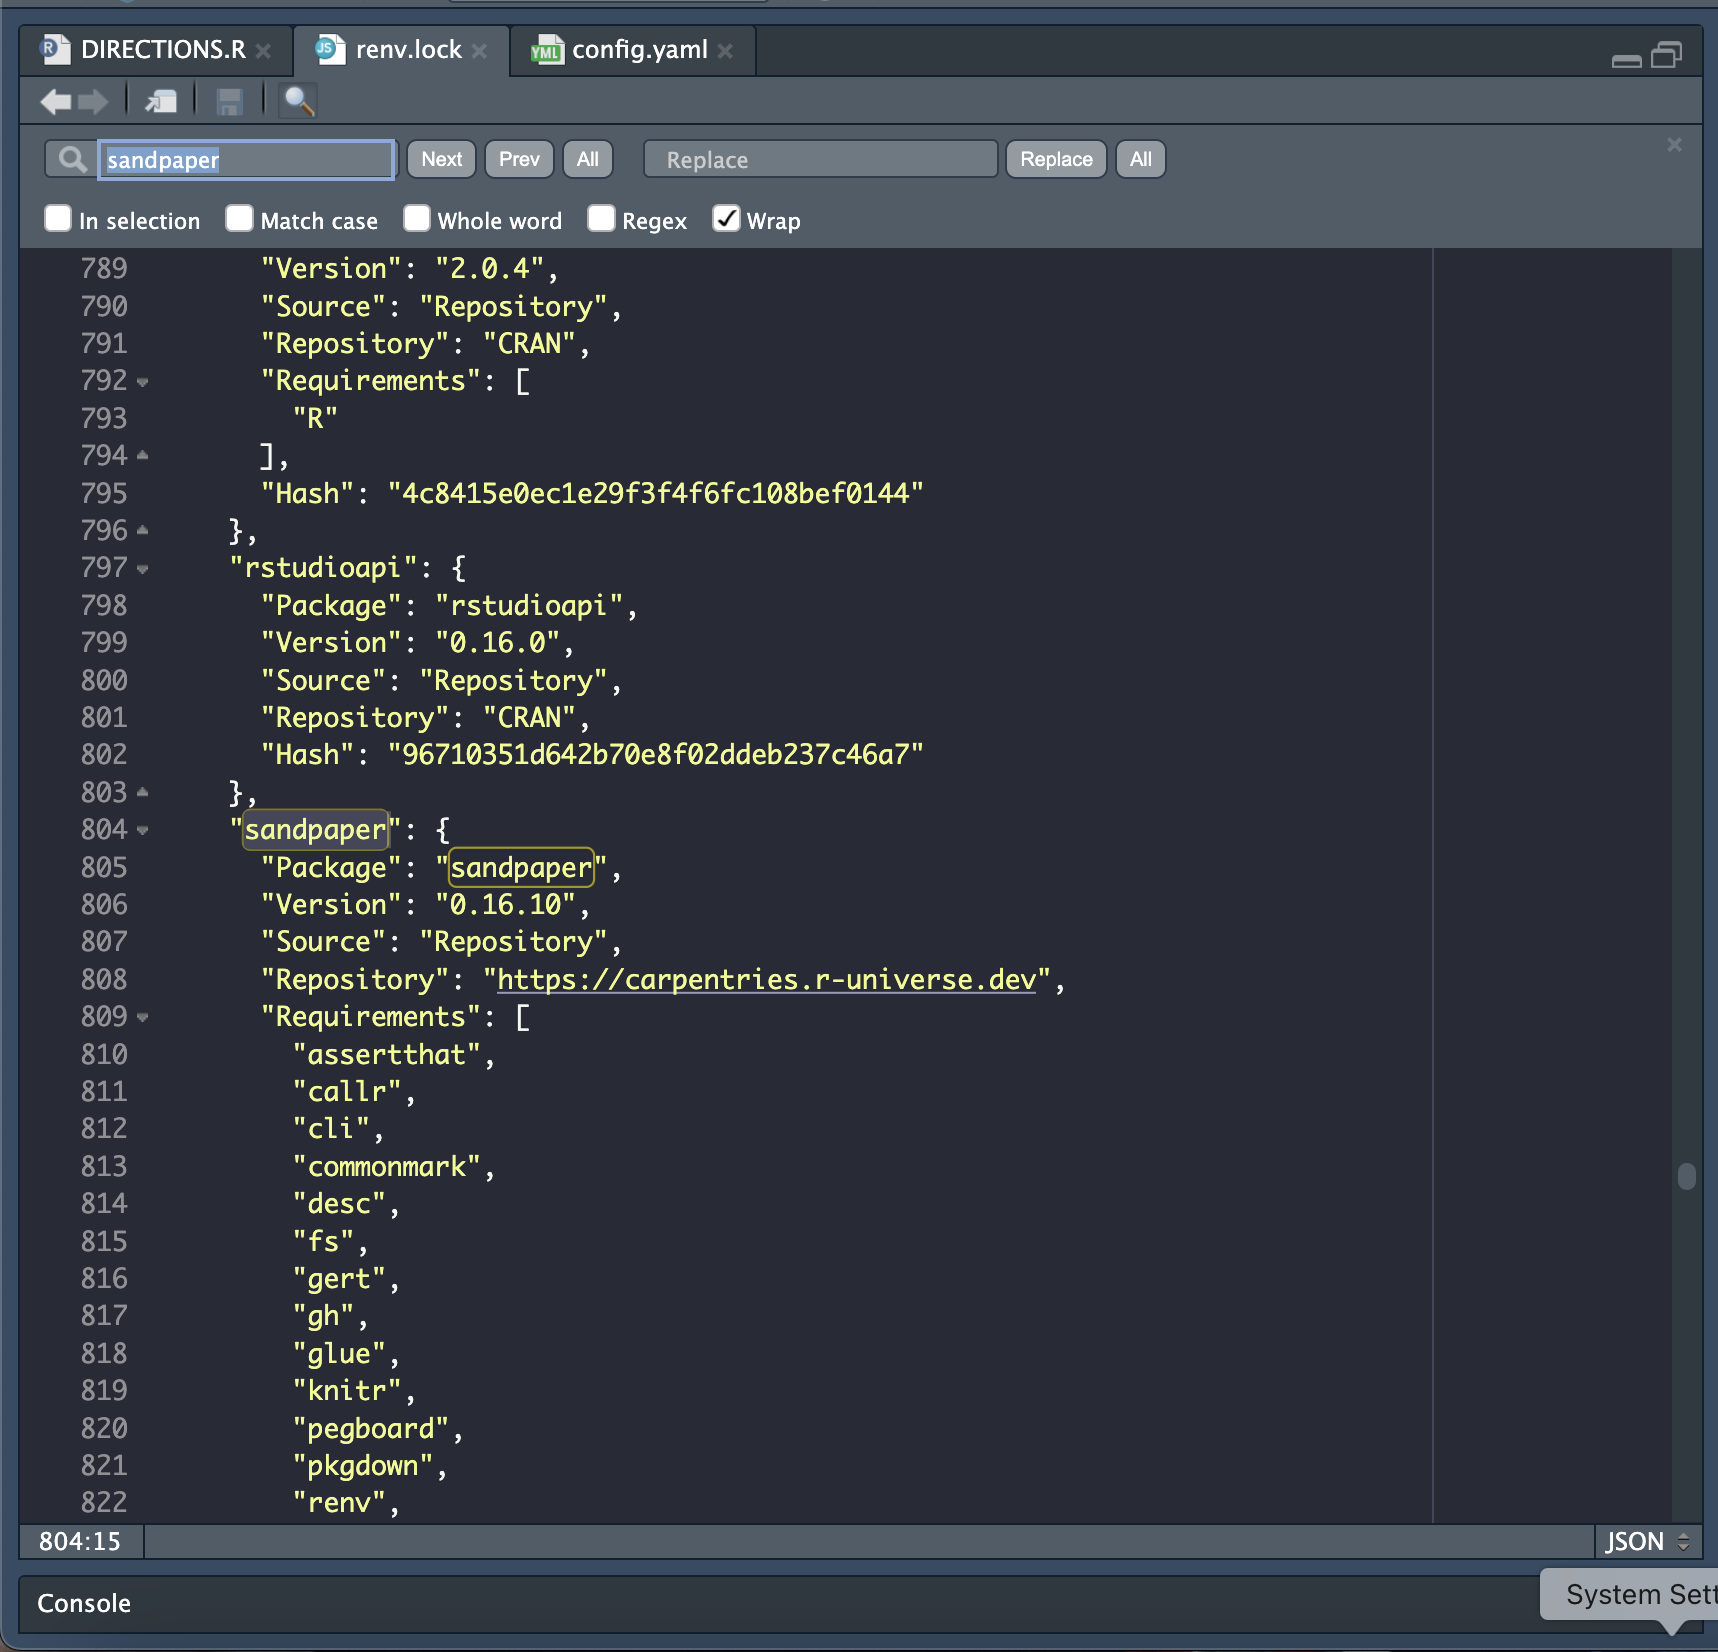 DIRECTIONS.R × renv.lock × config.yaml ×
sandpaper Next Prev All Replace Replace All
In selection Match case Whole word Regex Wrap
789 "Version": "2.0.4",
790 "Source": "Repository",
791 "Repository": "CRAN",
792 "Requirements": [
793 "R"
794 ],
795 "Hash": "4c8415e0ec1e29f3f4f6fc108bef0144"
796 },
797 "rstudioapi": {
798 "Package": "rstudioapi",
799 "Version": "0.16.0",
800 "Source": "Repository",
801 "Repository": "CRAN",
802 "Hash": "96710351d642b70e8f02ddeb237c46a7"
803 },
804 "sandpaper": {
805 "Package": "sandpaper",
806 "Version": "0.16.10",
807 "Source": "Repository",
808 "Repository": "https://carpentries.r-universe.dev",
809 "Requirements": [
810 "assertthat",
811 "callr",
812 "cli",
813 "commonmark",
814 "desc",
815 "fs",
816 "gert",
817 "gh",
818 "glue",
819 "knitr",
820 "pegboard",
821 "pkgdown",
822 "renv",
804:15 JSON
Console
System Sett